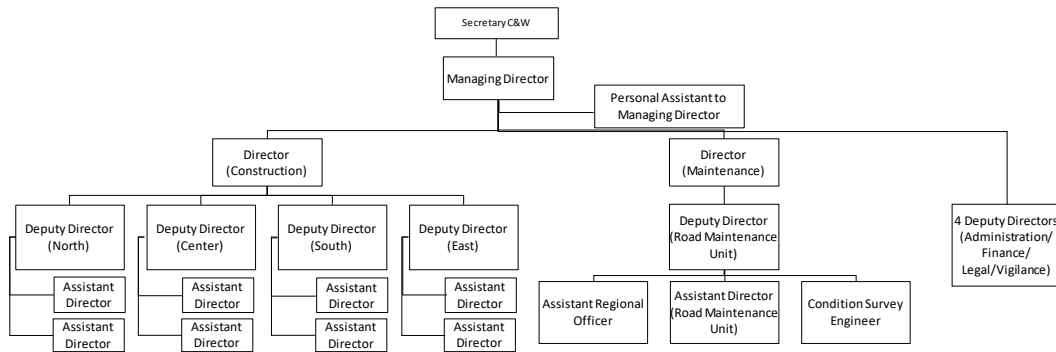 Secretary C&W
Managing Director
Personal Assistant to
Managing Director
Director
(Construction)
Director
(Maintenance)
Deputy Director
(North)
Deputy Director
(Center)
Deputy Director
(South)
Deputy Director
(East)
Deputy Director
(Road Maintenance
Unit)
4 Deputy Directors
(Administration/
Finance/
Legal/Vigilance)
Assistant
Director
Assistant
Director
Assistant
Director
Assistant
Director
Assistant Regional
Officer
Assistant Director
(Road Maintenance
Unit)
Condition Survey
Engineer
Assistant
Director
Assistant
Director
Assistant
Director
Assistant
Director